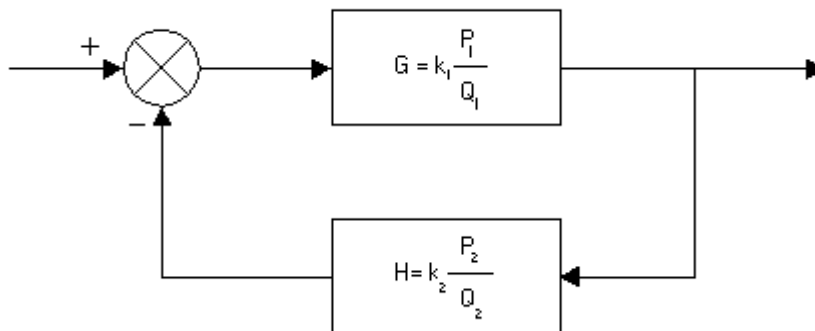 +
G = k₁ P₁/Q₁
−
H = k₂ P₂/Q₂